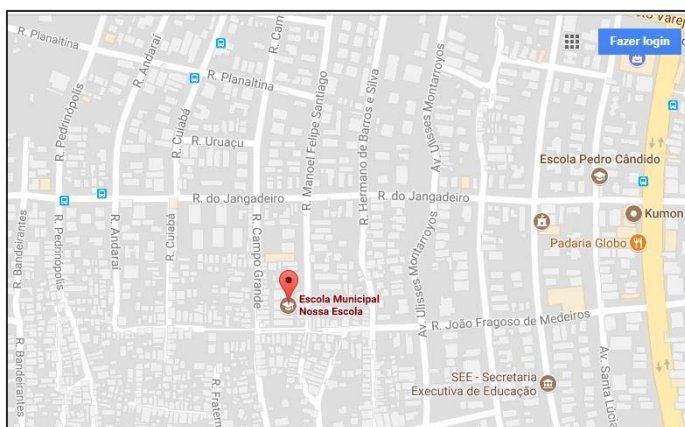 R. Planaltina
R. Andaraí
R. Cam
Fazer login
R. Planaltina
R. Pedrinópolis
R. Cuiabá
R. Uruaçu
R. Manoel Felipe Santiago
R. Hermano de Barros e Silva
Av. Ulisses Montarroyos
Escola Pedro Cândido
R. do Jangadeiro
R. do Jangadeiro
Kumon
Padaria Globo
R. Bandeirantes
R. Pedrinópolis
R. Andaraí
R. Cuiabá
R. Campo Grande
Av. Ulisses Montarroyos
Escola Municipal
Nossa Escola
R. João Fragoso de Medeiros
R. Bandeirantes
R. Fratern
SEE - Secretaria
Executiva de Educação
Av. Santa Lúcia